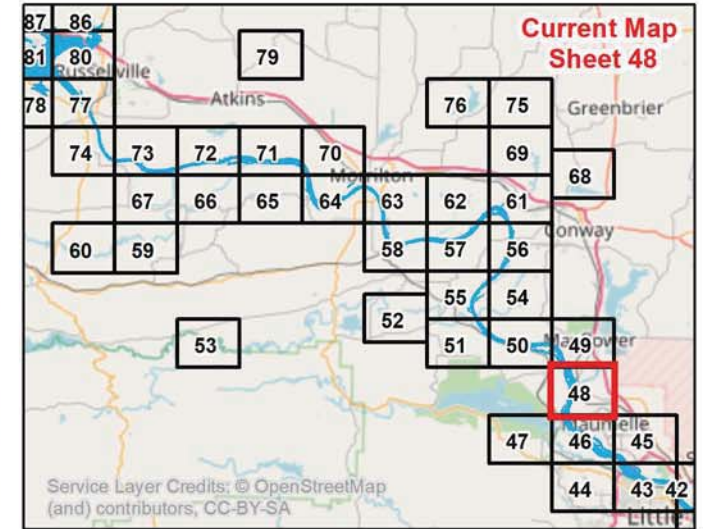 87 86
Current Map
Sheet 48
81 80
79
Russellville
78 77
Atkins
76 75
Greenbrier
74 73 72 71 70
69
68
Morrilton
67 66 65 64 63 62 61
Conway
60 59
58 57 56
55 54
52
53
51 50 49
48
Maumelle
47 46 45
44 43 42
Little
Service Layer Credits: © OpenStreetMap
(and) contributors, CC-BY-SA